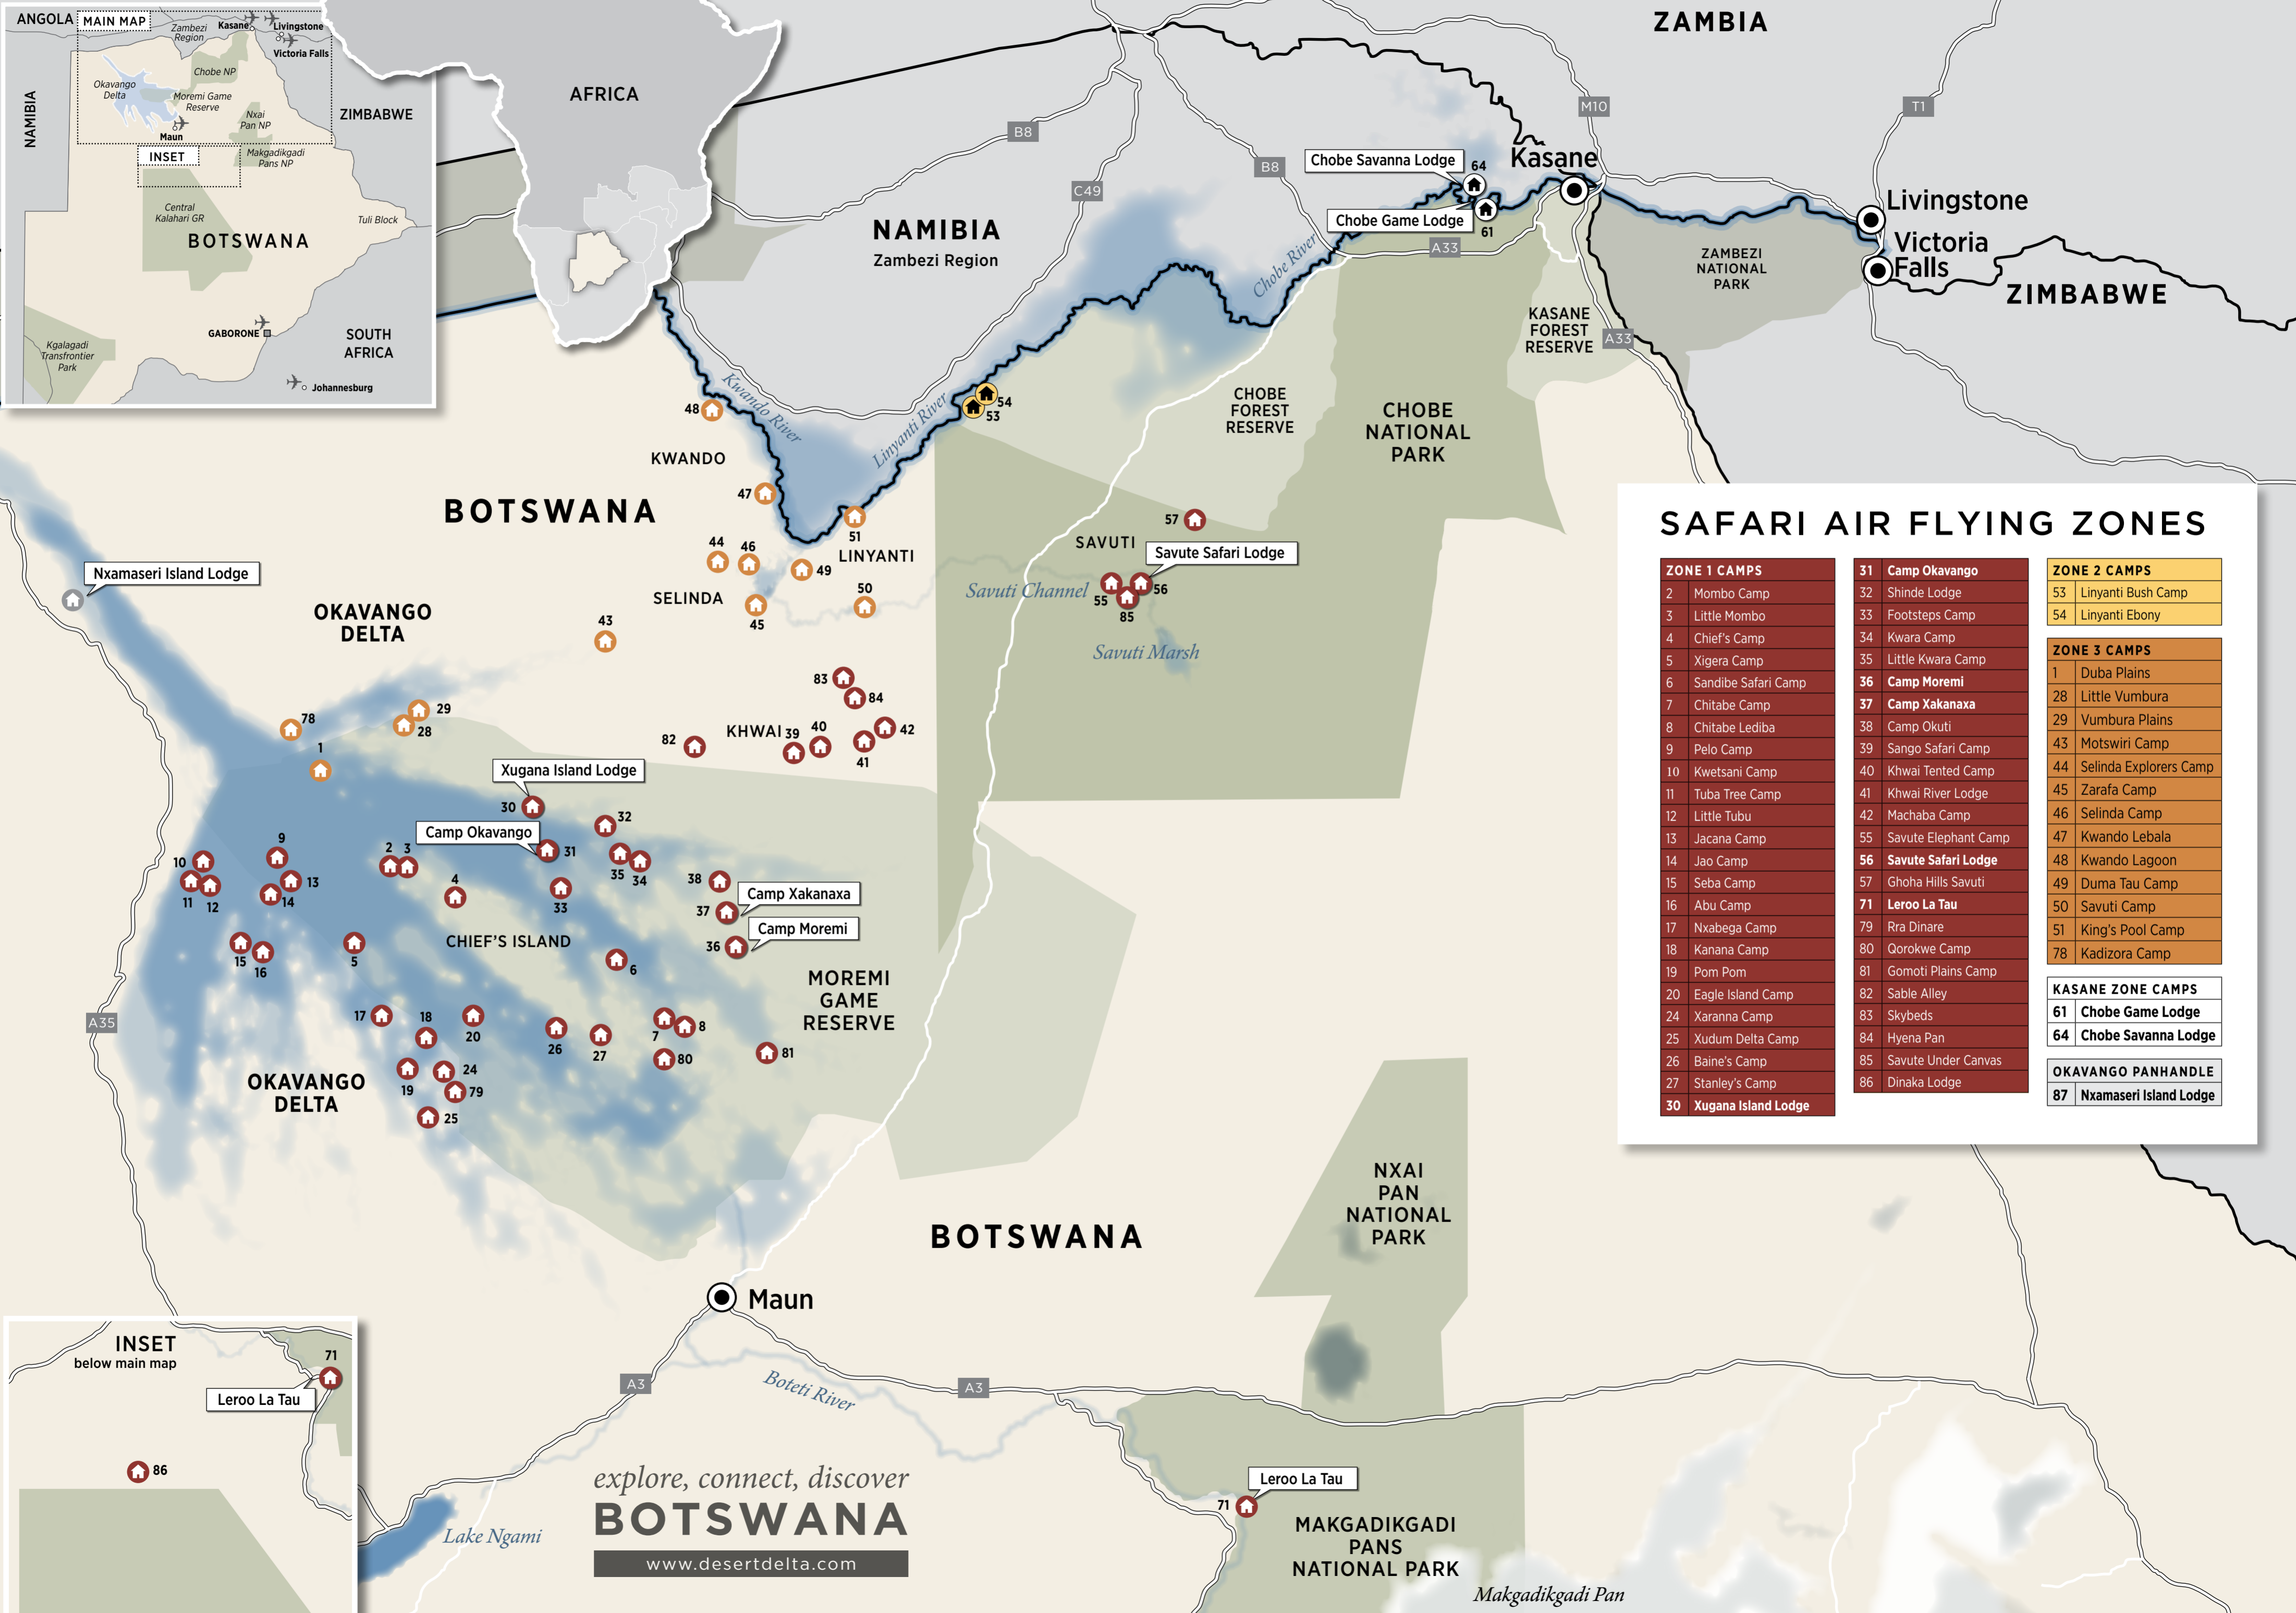 ANGOLA
MAIN MAP
Zambezi
Region
Kasane
Livingstone
Victoria Falls
Chobe NP
Okavango
Delta
Moremi Game
Reserve
NAMIBIA
ZIMBABWE
Nxai
Pan NP
Maun
INSET
Makgadikgadi
Pans NP
Central
Kalahari GR
Tuli Block
BOTSWANA
GABORONE
SOUTH
AFRICA
Kgalagadi
Transfrontier
Park
Johannesburg
AFRICA
ZAMBIA
B8
M10
T1
B8
C49
Chobe Savanna Lodge
64
Kasane
NAMIBIA
Zambezi Region
Chobe Game Lodge
61
A33
Livingstone
Victoria
Falls
Chobe River
ZAMBEZI
NATIONAL
PARK
ZIMBABWE
KASANE
FOREST
RESERVE
A33
Kwando River
Linyanti River
48
54
53
CHOBE
FOREST
RESERVE
CHOBE
NATIONAL
PARK
KWANDO
47
BOTSWANA
51
57
SAVUTI
44
46
LINYANTI
Savute Safari Lodge
49
Nxamaseri Island Lodge
SELINDA
50
Savuti Channel
56
55
85
45
OKAVANGO
DELTA
43
Savuti Marsh
83
84
29
78
28
KHWAI
39
40
42
82
41
1
Xugana Island Lodge
30
32
Camp Okavango
31
9
2
3
10
35
34
38
13
4
Camp Xakanaxa
11
12
14
33
37
Camp Moremi
CHIEF'S ISLAND
36
15
16
5
6
MOREMI
GAME
RESERVE
17
18
20
A35
26
27
7
8
80
81
19
24
79
25
OKAVANGO
DELTA
NXAI
PAN
NATIONAL
PARK
BOTSWANA
Maun
A3
A3
Boteti River
INSET
below main map
71
Leroo La Tau
86
Lake Ngami
explore, connect, discover
BOTSWANA
www.desertdelta.com
Leroo La Tau
71
MAKGADIKGADI
PANS
NATIONAL PARK
Makgadikgadi Pan
SAFARI AIR FLYING ZONES
ZONE 1 CAMPS
2 Mombo Camp
3 Little Mombo
4 Chief's Camp
5 Xigera Camp
6 Sandibe Safari Camp
7 Chitabe Camp
8 Chitabe Lediba
9 Pelo Camp
10 Kwetsani Camp
11 Tuba Tree Camp
12 Little Tubu
13 Jacana Camp
14 Jao Camp
15 Seba Camp
16 Abu Camp
17 Nxabega Camp
18 Kanana Camp
19 Pom Pom
20 Eagle Island Camp
24 Xaranna Camp
25 Xudum Delta Camp
26 Baine's Camp
27 Stanley's Camp
30 Xugana Island Lodge
31 Camp Okavango
32 Shinde Lodge
33 Footsteps Camp
34 Kwara Camp
35 Little Kwara Camp
36 Camp Moremi
37 Camp Xakanaxa
38 Camp Okuti
39 Sango Safari Camp
40 Khwai Tented Camp
41 Khwai River Lodge
42 Machaba Camp
55 Savute Elephant Camp
56 Savute Safari Lodge
57 Ghoha Hills Savuti
71 Leroo La Tau
79 Rra Dinare
80 Qorokwe Camp
81 Gomoti Plains Camp
82 Sable Alley
83 Skybeds
84 Hyena Pan
85 Savute Under Canvas
86 Dinaka Lodge
ZONE 2 CAMPS
53 Linyanti Bush Camp
54 Linyanti Ebony
ZONE 3 CAMPS
1 Duba Plains
28 Little Vumbura
29 Vumbura Plains
43 Motswiri Camp
44 Selinda Explorers Camp
45 Zarafa Camp
46 Selinda Camp
47 Kwando Lebala
48 Kwando Lagoon
49 Duma Tau Camp
50 Savuti Camp
51 King's Pool Camp
78 Kadizora Camp
KASANE ZONE CAMPS
61 Chobe Game Lodge
64 Chobe Savanna Lodge
OKAVANGO PANHANDLE
87 Nxamaseri Island Lodge